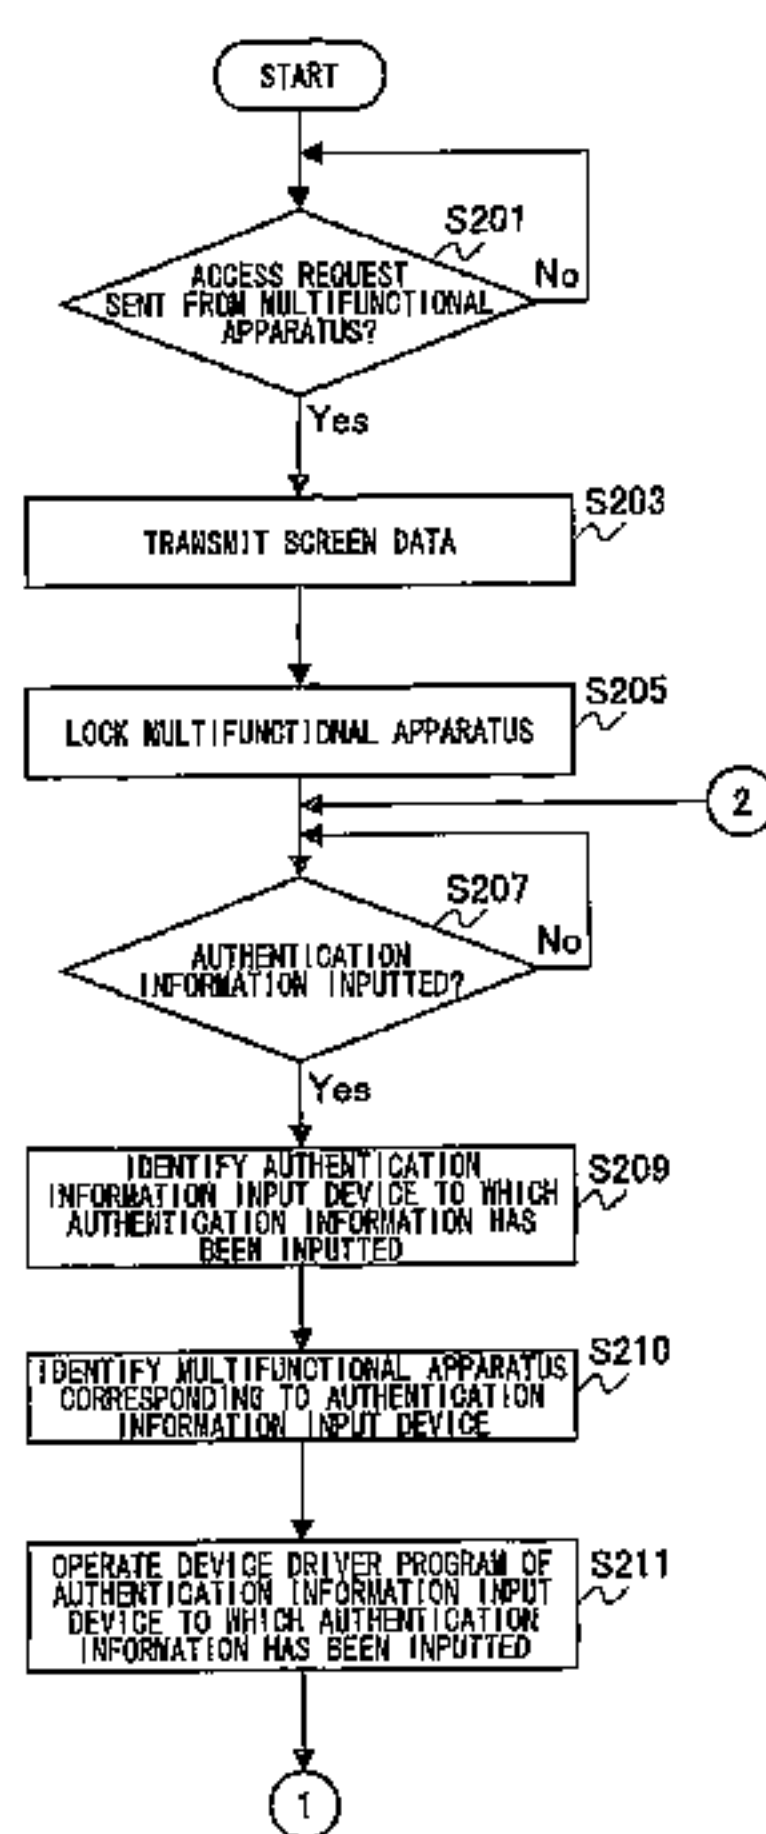 START
S201
ACCESS REQUEST
SENT FROM MULTIFUNCTIONAL
APPARATUS?
No
Yes
S203
TRANSMIT SCREEN DATA
S205
LOCK MULTIFUNCTIONAL APPARATUS
2
S207
AUTHENTICATION
INFORMATION INPUTTED?
No
Yes
S209
IDENTIFY AUTHENTICATION
INFORMATION INPUT DEVICE TO WHICH
AUTHENTICATION INFORMATION HAS
BEEN INPUTTED
S210
IDENTIFY MULTIFUNCTIONAL APPARATUS
CORRESPONDING TO AUTHENTICATION
INFORMATION INPUT DEVICE
S211
OPERATE DEVICE DRIVER PROGRAM OF
AUTHENTICATION INFORMATION INPUT
DEVICE TO WHICH AUTHENTICATION
INFORMATION HAS BEEN INPUTTED
1